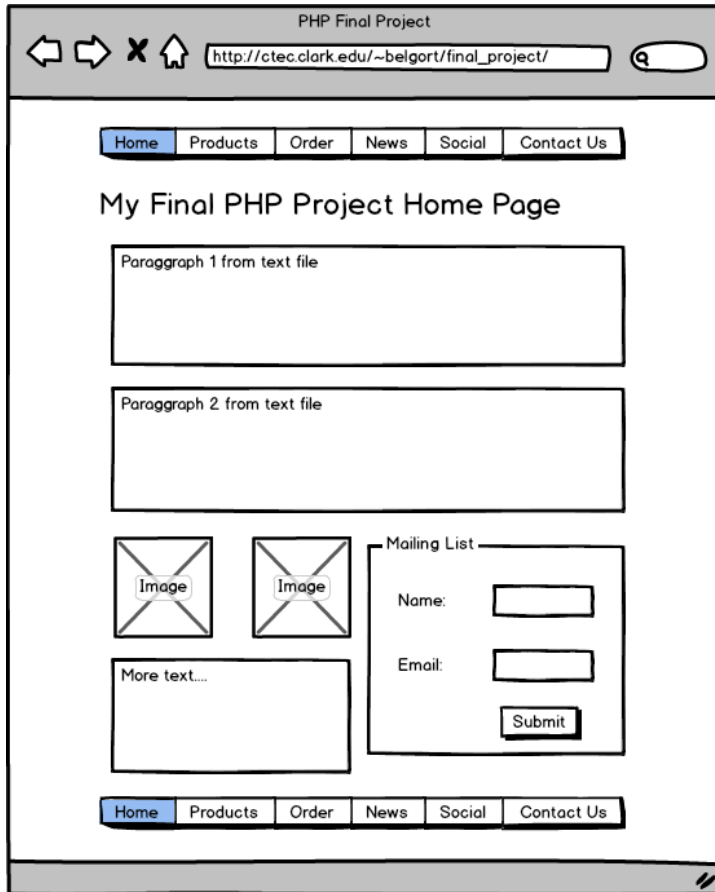 PHP Final Project
http://ctec.clark.edu/~belgort/final_project/
Home Products Order News Social Contact Us
My Final PHP Project Home Page
Paraggraph 1 from text file
Paraggraph 2 from text file
Image Image
Mailing List
Name:
Email:
Submit
More text....
Home Products Order News Social Contact Us